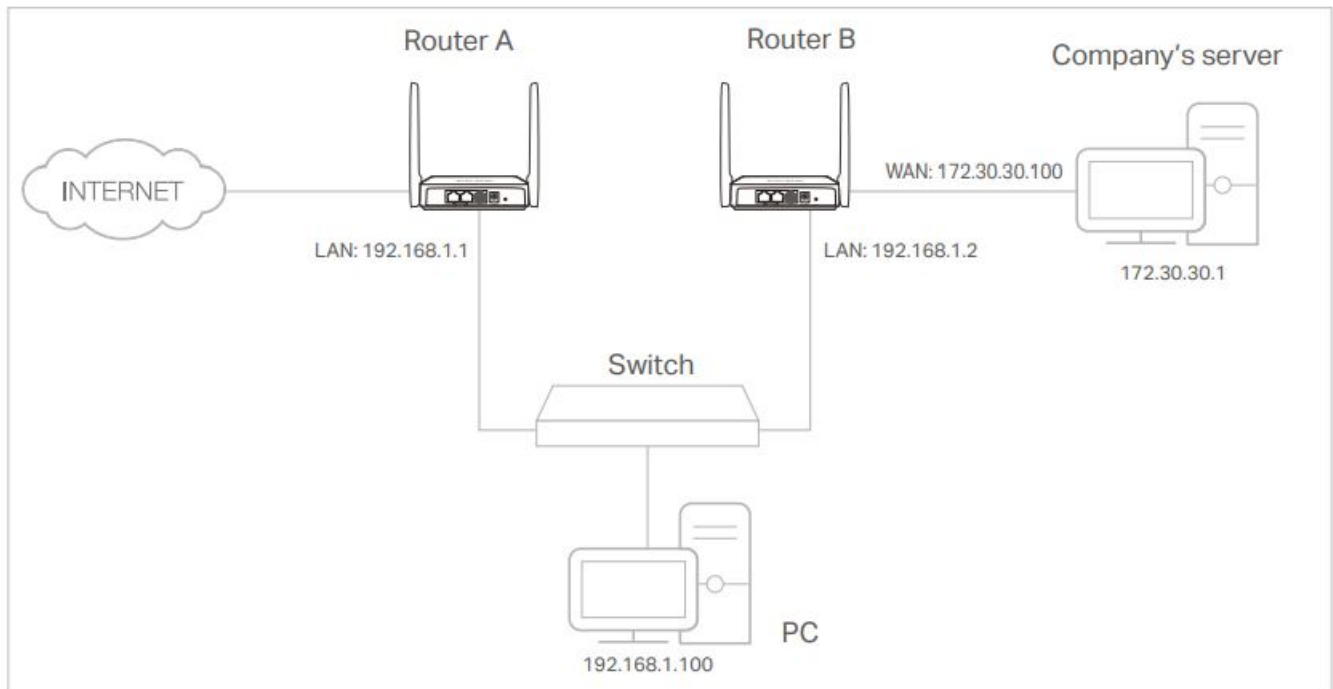 Router A
Router B
Company's server
INTERNET
WAN: 172.30.30.100
LAN: 192.168.1.1
LAN: 192.168.1.2
172.30.30.1
Switch
PC
192.168.1.100